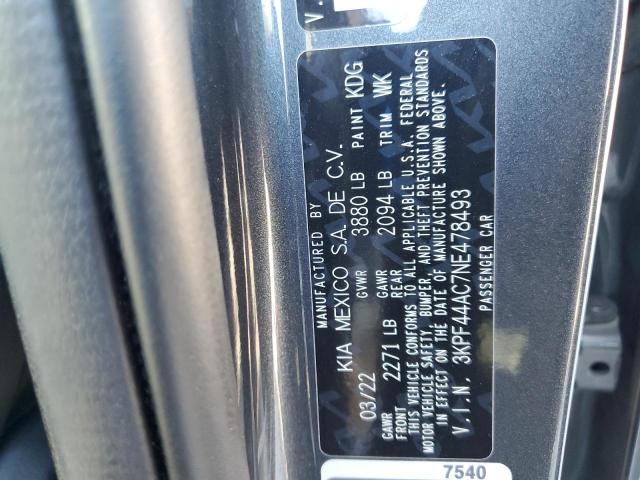 MANUFACTURED BY
KIA MEXICO S.A. DE C.V.
03/22 GVWR 3880 LB PAINT KDG
GAWR FRONT 2271 LB GAWR REAR 2094 LB TRIM WK
THIS VEHICLE CONFORMS TO ALL APPLICABLE U.S.A. FEDERAL
MOTOR VEHICLE SAFETY, BUMPER, AND THEFT PREVENTION STANDARDS
IN EFFECT ON THE DATE OF MANUFACTURE SHOWN ABOVE.
V.I.N. 3KPF44AC7NE478493
PASSENGER CAR
7540